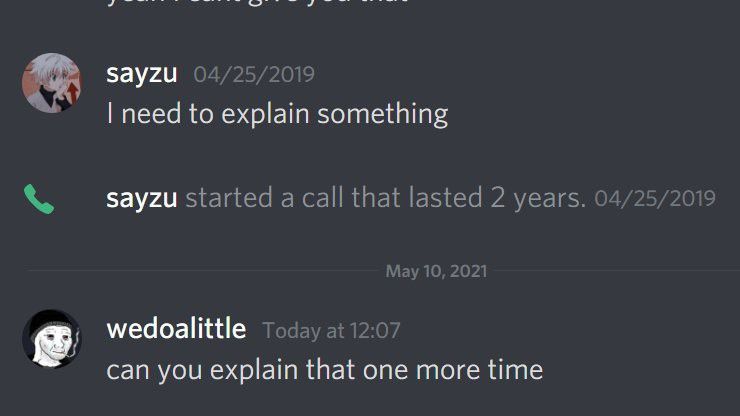 sayzu 04/25/2019
I need to explain something
sayzu started a call that lasted 2 years. 04/25/2019
May 10, 2021
wedoalittle Today at 12:07
can you explain that one more time